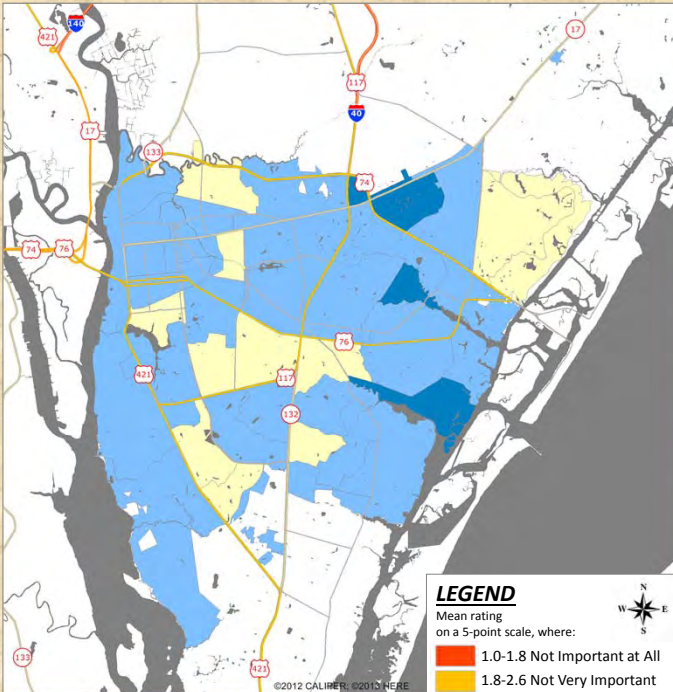 140
421
17
117
40
17
133
74
74
76
76
421
117
132
LEGEND
Mean rating
on a 5-point scale, where:
N
W E
S
1.0-1.8 Not Important at All
1.8-2.6 Not Very Important
133
421
©2012 CALIPER; ©2013 HERE